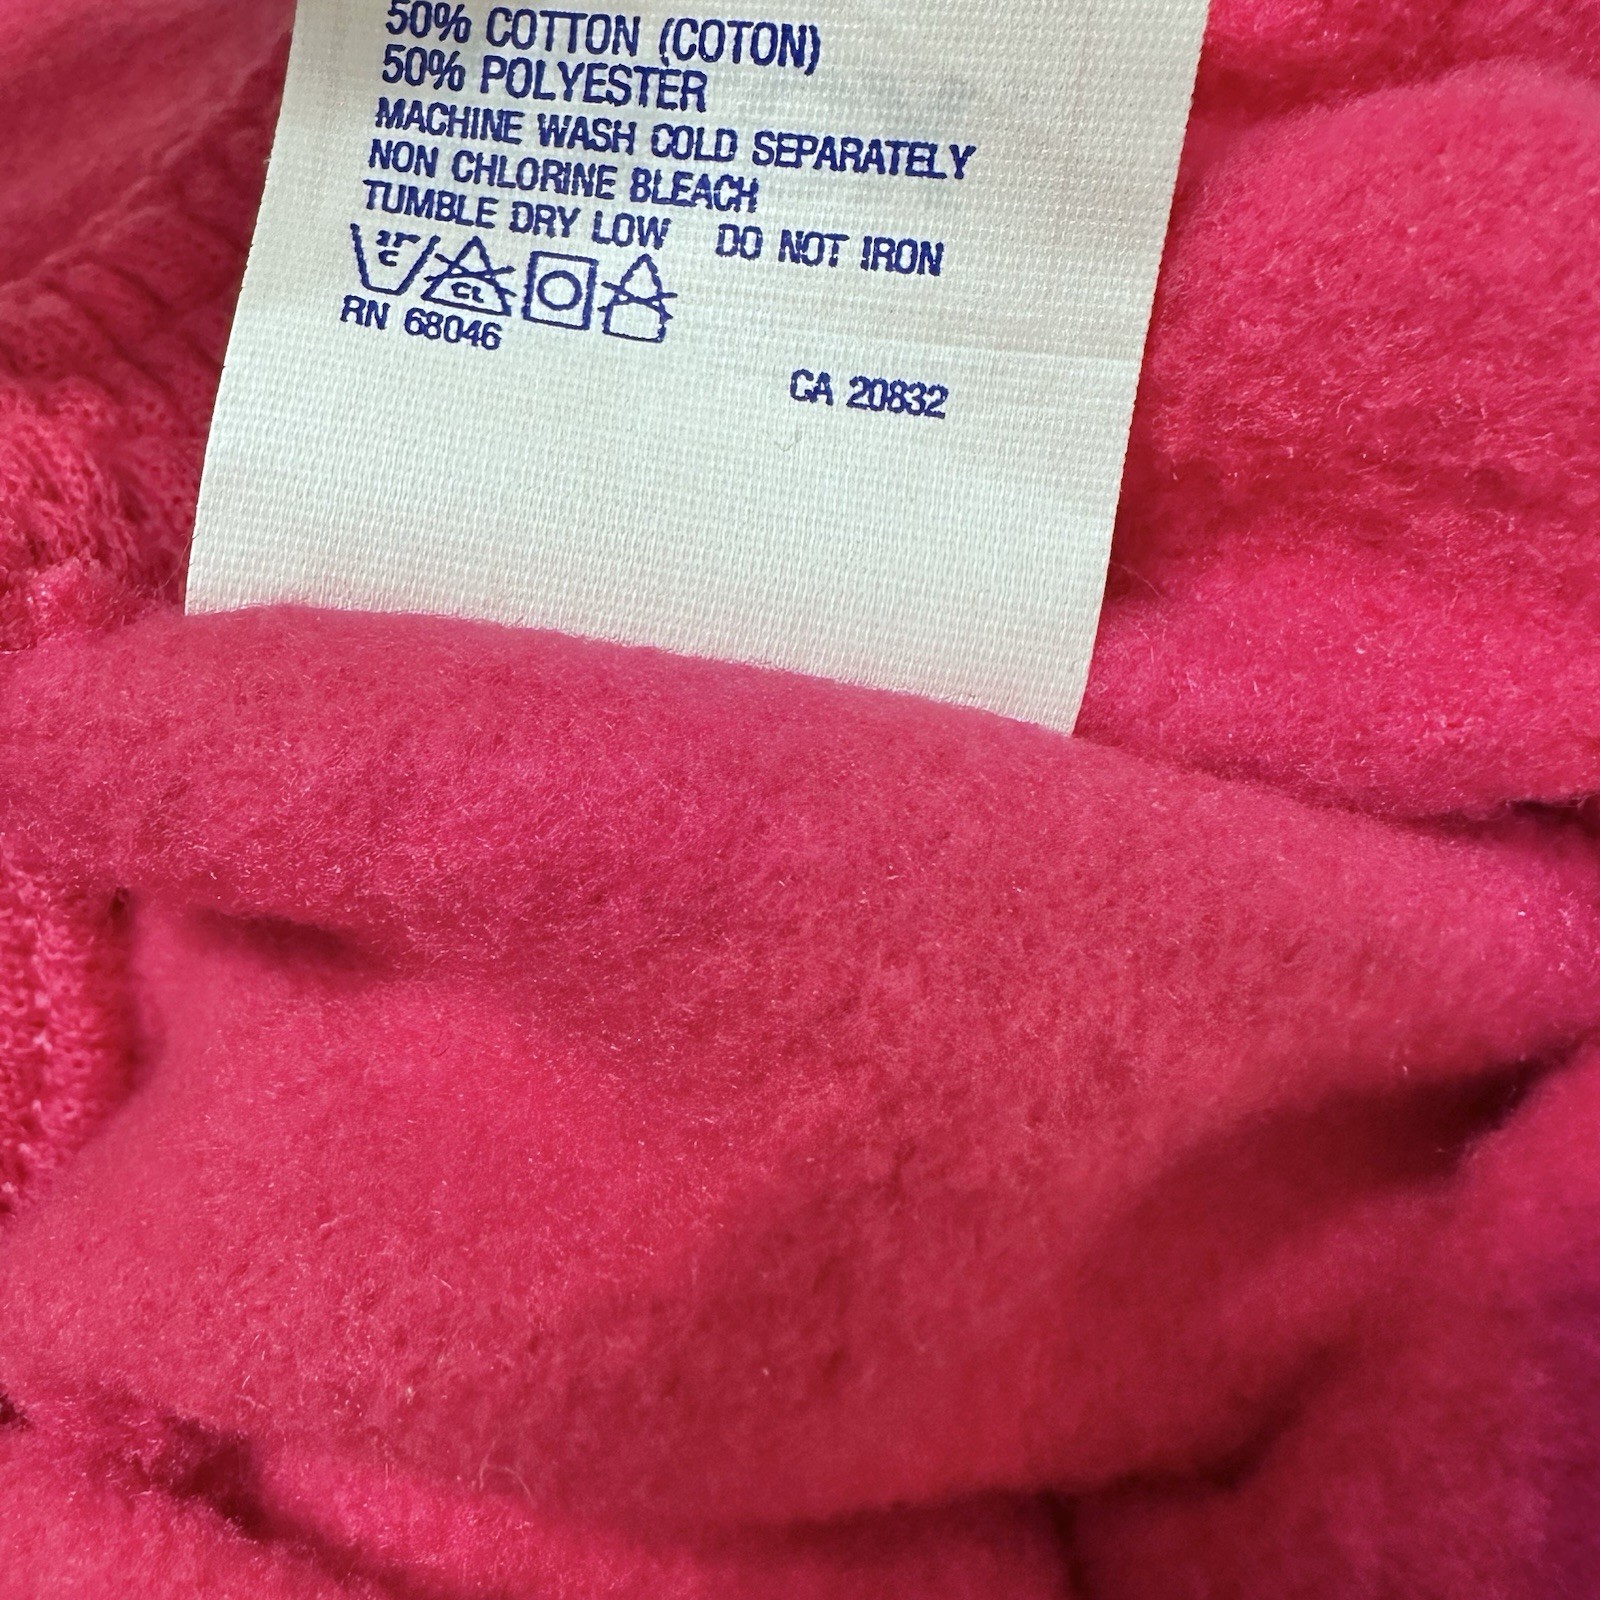 50% COTTON (COTON)
50% POLYESTER
MACHINE WASH COLD SEPARATELY
NON CHLORINE BLEACH
TUMBLE DRY LOW DO NOT IRON
C CL
RN 68046
CA 20832